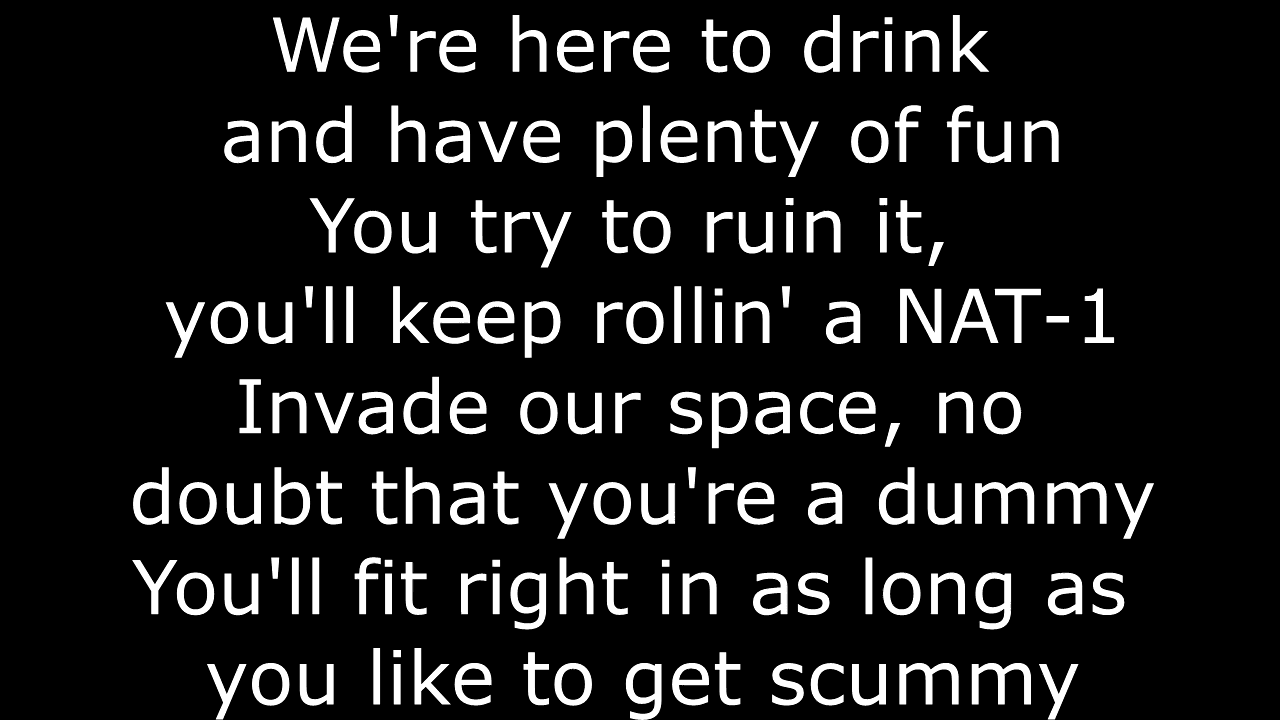 We're here to drink
and have plenty of fun
You try to ruin it,
you'll keep rollin' a NAT-1
Invade our space, no
doubt that you're a dummy
You'll fit right in as long as
you like to get scummy